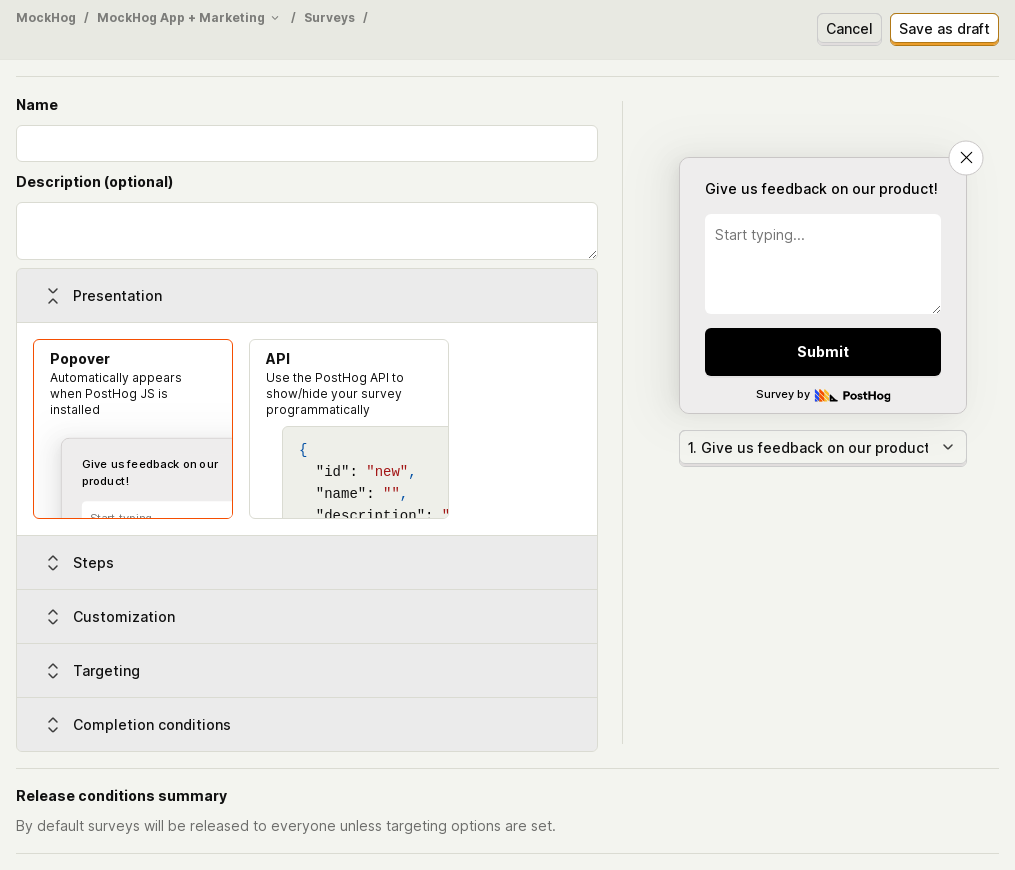 MockHog / MockHog App + Marketing / Surveys /
Cancel
Save as draft
Name
Description (optional)
Presentation
Popover
Automatically appears
when PostHog JS is
installed
Give us feedback on our
product!
Start typing...
API
Use the PostHog API to
show/hide your survey
programmatically
{
"id": "new",
"name": "",
"description": "
Steps
Customization
Targeting
Completion conditions
Give us feedback on our product!
Start typing...
Submit
Survey by PostHog
1. Give us feedback on our product
Release conditions summary
By default surveys will be released to everyone unless targeting options are set.